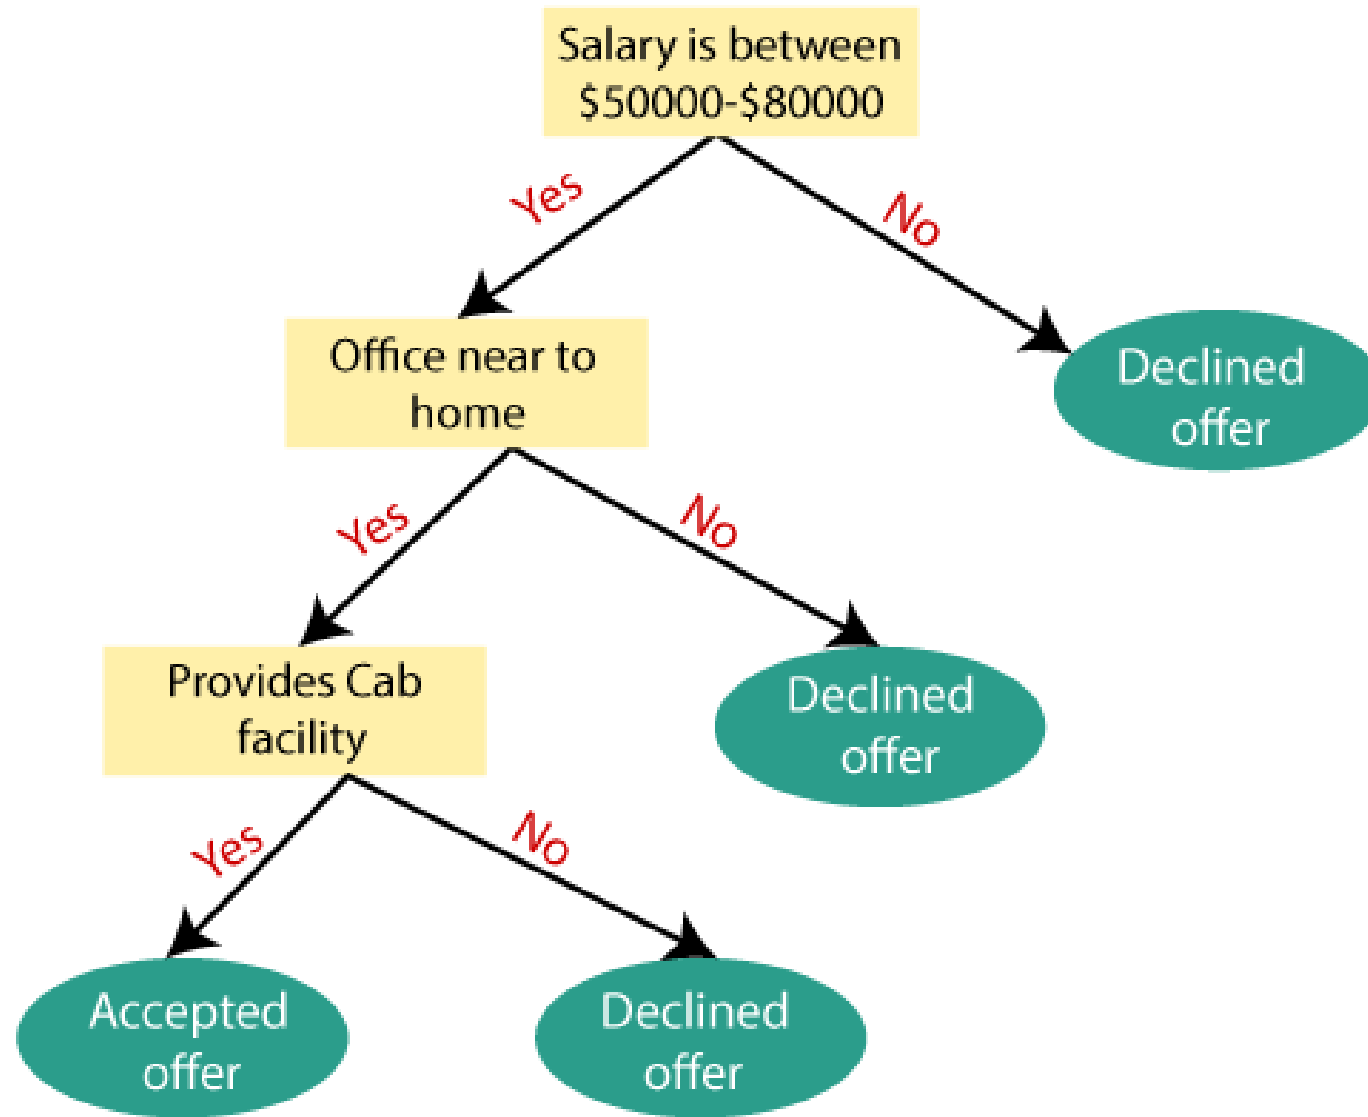 Salary is between
$50000-$80000
Yes
No
Office near to
home
Declined
offer
Yes
No
Provides Cab
facility
Declined
offer
Yes
No
Accepted
offer
Declined
offer